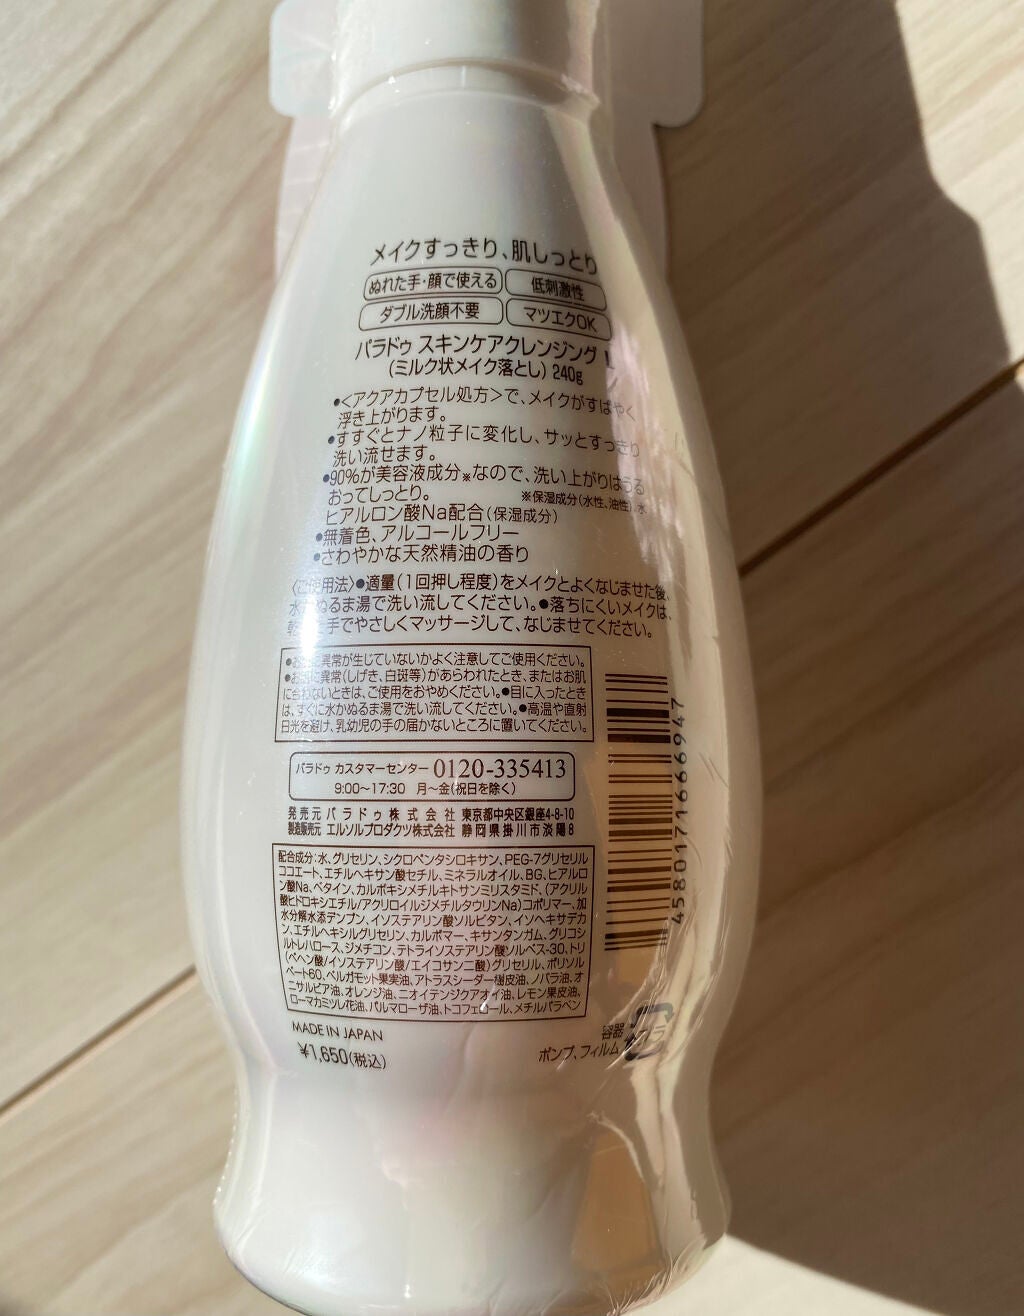 メイクすっきり、肌しっとり
ぬれた手・顔で使える 低刺激性
ダブル洗顔不要 マツエクOK
パラドゥ スキンケアクレンジング
(ミルク状メイク落とし) 240g
●<アクアカプセル処方>で、メイクがすばやく
浮き上がります。
●すすぐとナノ粒子に変化し、サッとすっきり
洗い流せます。
●90%が美容液成分※なので、洗い上がりはうる
おってしっとり。 ※保湿成分(水性、油性)、水
ヒアルロン酸Na配合(保湿成分)
●無着色、アルコールフリー
●さわやかな天然精油の香り
〈ご使用法〉●適量(1回押し程度)をメイクとよくなじませた後、
水かぬるま湯で洗い流してください。●落ちにくいメイクは、
手でやさしくマッサージして、なじませてください。
●お肌に異常が生じていないかよく注意してご使用ください。
●お肌に異常(しげき、白斑等)があらわれたとき、またはお肌
に合わないときは、ご使用をおやめください。●目に入ったとき
は、すぐに水かぬるま湯で洗い流してください。●高温や直射
日光を避け、乳幼児の手の届かないところに置いてください。
パラドゥ カスタマーセンター 0120-335413
9:00〜17:30 月〜金(祝日を除く)
発売元 パラドゥ株式会社 東京都中央区銀座4-8-10
製造販売元 エルソルプロダクツ株式会社 静岡県掛川市淡陽8
配合成分:水、グリセリン、シクロペンタシロキサン、PEG-7グリセリル
ココエート、エチルヘキサン酸セチル、ミネラルオイル、BG、ヒアルロ
ン酸Na、ベタイン、カルボキシメチルキトサンミリスタミド、(アクリル
酸ヒドロキシエチル/アクリロイルジメチルタウリンNa)コポリマー、加
水分解水添デンプン、イソステアリン酸ソルビタン、イソヘキサデカ
ン、エチルヘキシルグリセリン、カルボマー、キサンタンガム、グリコシ
ルトレハロース、ジメチコン、テトライソステアリン酸ソルベス-30、トリ
(ベヘン酸/イソステアリン酸/エイコサン二酸)グリセリル、ポリソル
ベート60、ベルガモット果実油、アトラスシーダー樹皮油、ノバラ油、オ
ニサルビア油、オレンジ油、ニオイテンジクアオイ油、レモン果皮油、
ローマカミツレ花油、パルマローザ油、トコフェロール、メチルパラベン
4580171666947
MADE IN JAPAN
¥1,650(税込)
容器
ポンプ、フィルム
プラ